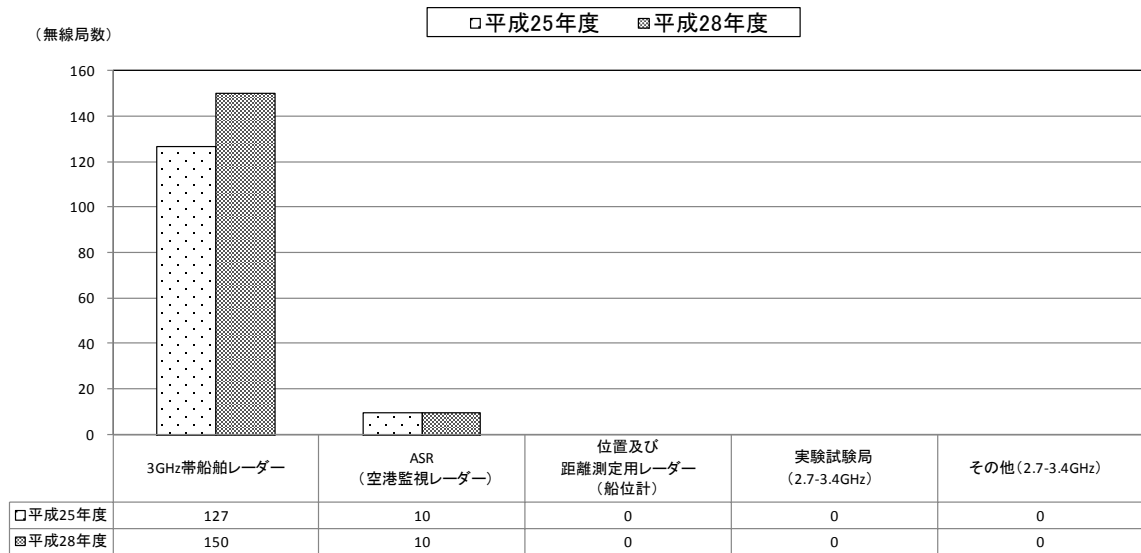 □平成25年度 ■平成28年度
(無線局数)
160
140
120
100
80
60
40
20
0
3GHz帯船舶レーダー
ASR
(空港監視レーダー)
位置及び
距離測定用レーダー
(船位計)
実験試験局
(2.7-3.4GHz)
その他(2.7-3.4GHz)
□平成25年度 127 10 0 0 0
■平成28年度 150 10 0 0 0